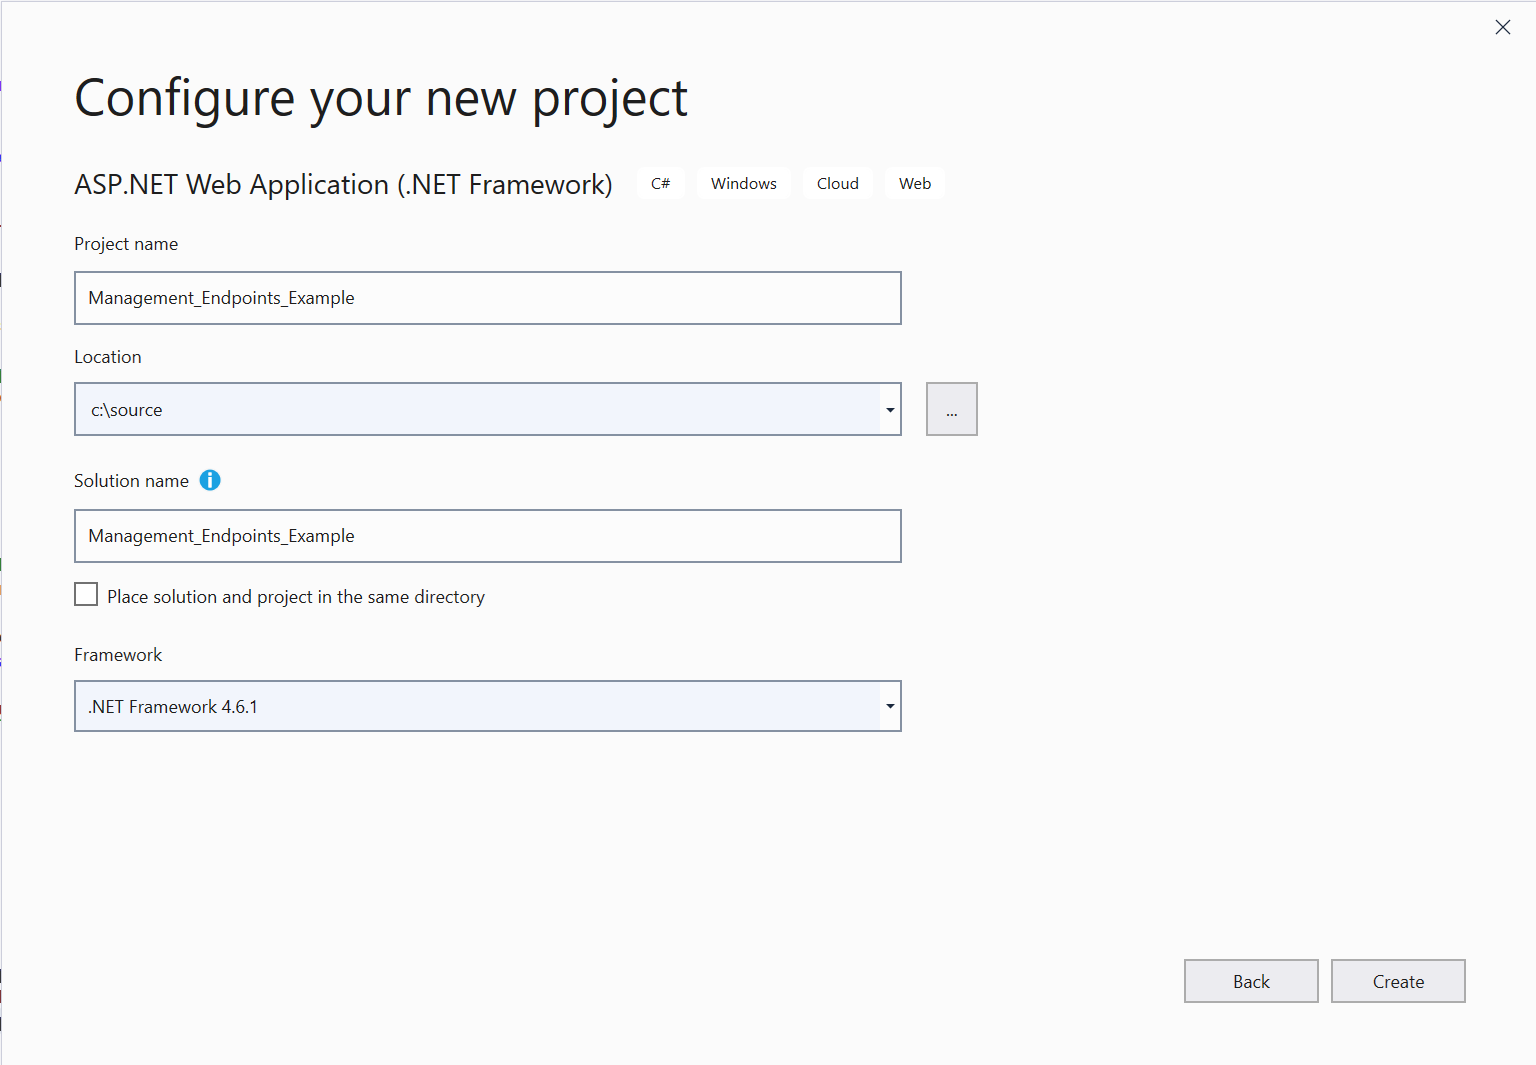 Configure your new project
ASP.NET Web Application (.NET Framework) C# Windows Cloud Web
Project name
Management_Endpoints_Example
Location
c:\source
...
Solution name
Management_Endpoints_Example
Place solution and project in the same directory
Framework
.NET Framework 4.6.1
Back Create